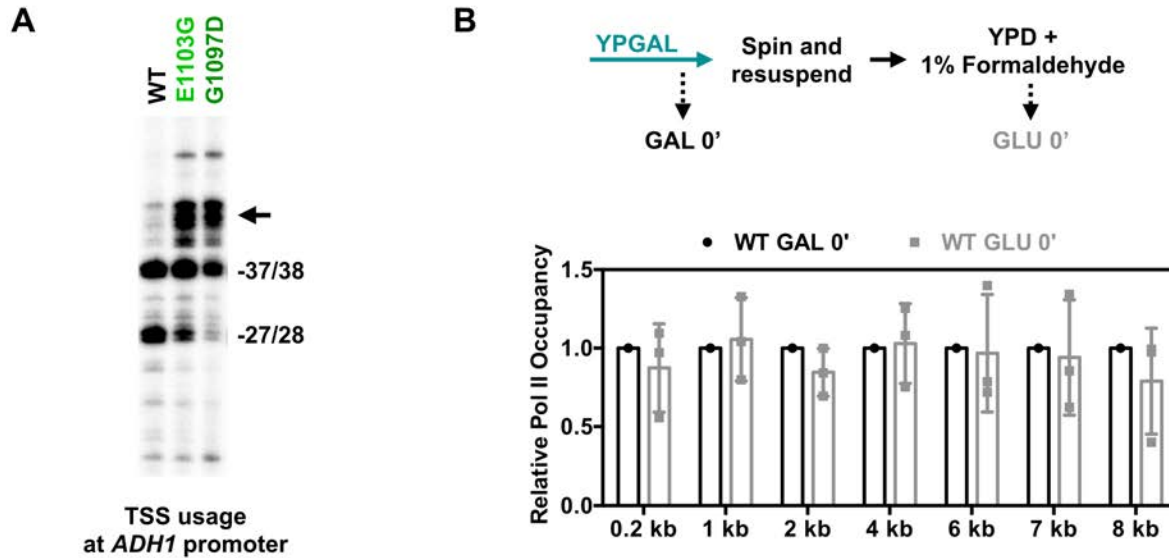 A
WT
E1103G
G1097D
-37/38
-27/28
TSS usage
at ADH1 promoter
B
YPGAL
Spin and
resuspend
YPD +
1% Formaldehyde
GAL 0'
GLU 0'
WT GAL 0'
WT GLU 0'
Relative Pol II Occupancy
1.5
1.0
0.5
0.0
0.2 kb
1 kb
2 kb
4 kb
6 kb
7 kb
8 kb